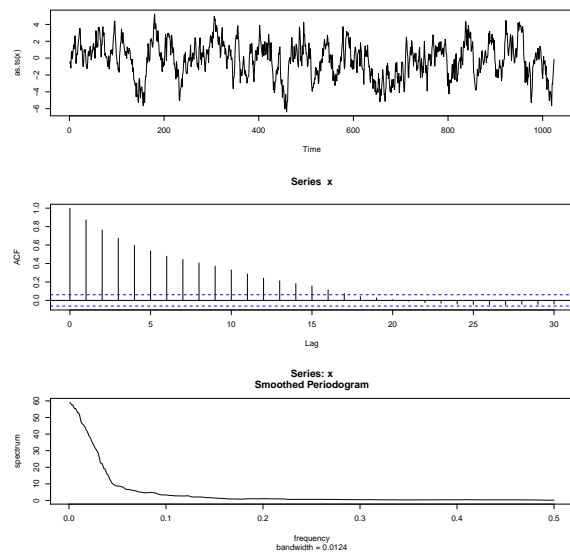 as.ts(x)
4
2
0
−2
−4
−6
0 200 400 600 800 1000
Time
Series x
ACF
1.0
0.8
0.6
0.4
0.2
0.0
0 5 10 15 20 25 30
Lag
Series: x
Smoothed Periodogram
spectrum
60
50
40
30
20
10
0
0.0 0.1 0.2 0.3 0.4 0.5
frequency
bandwidth = 0.0124